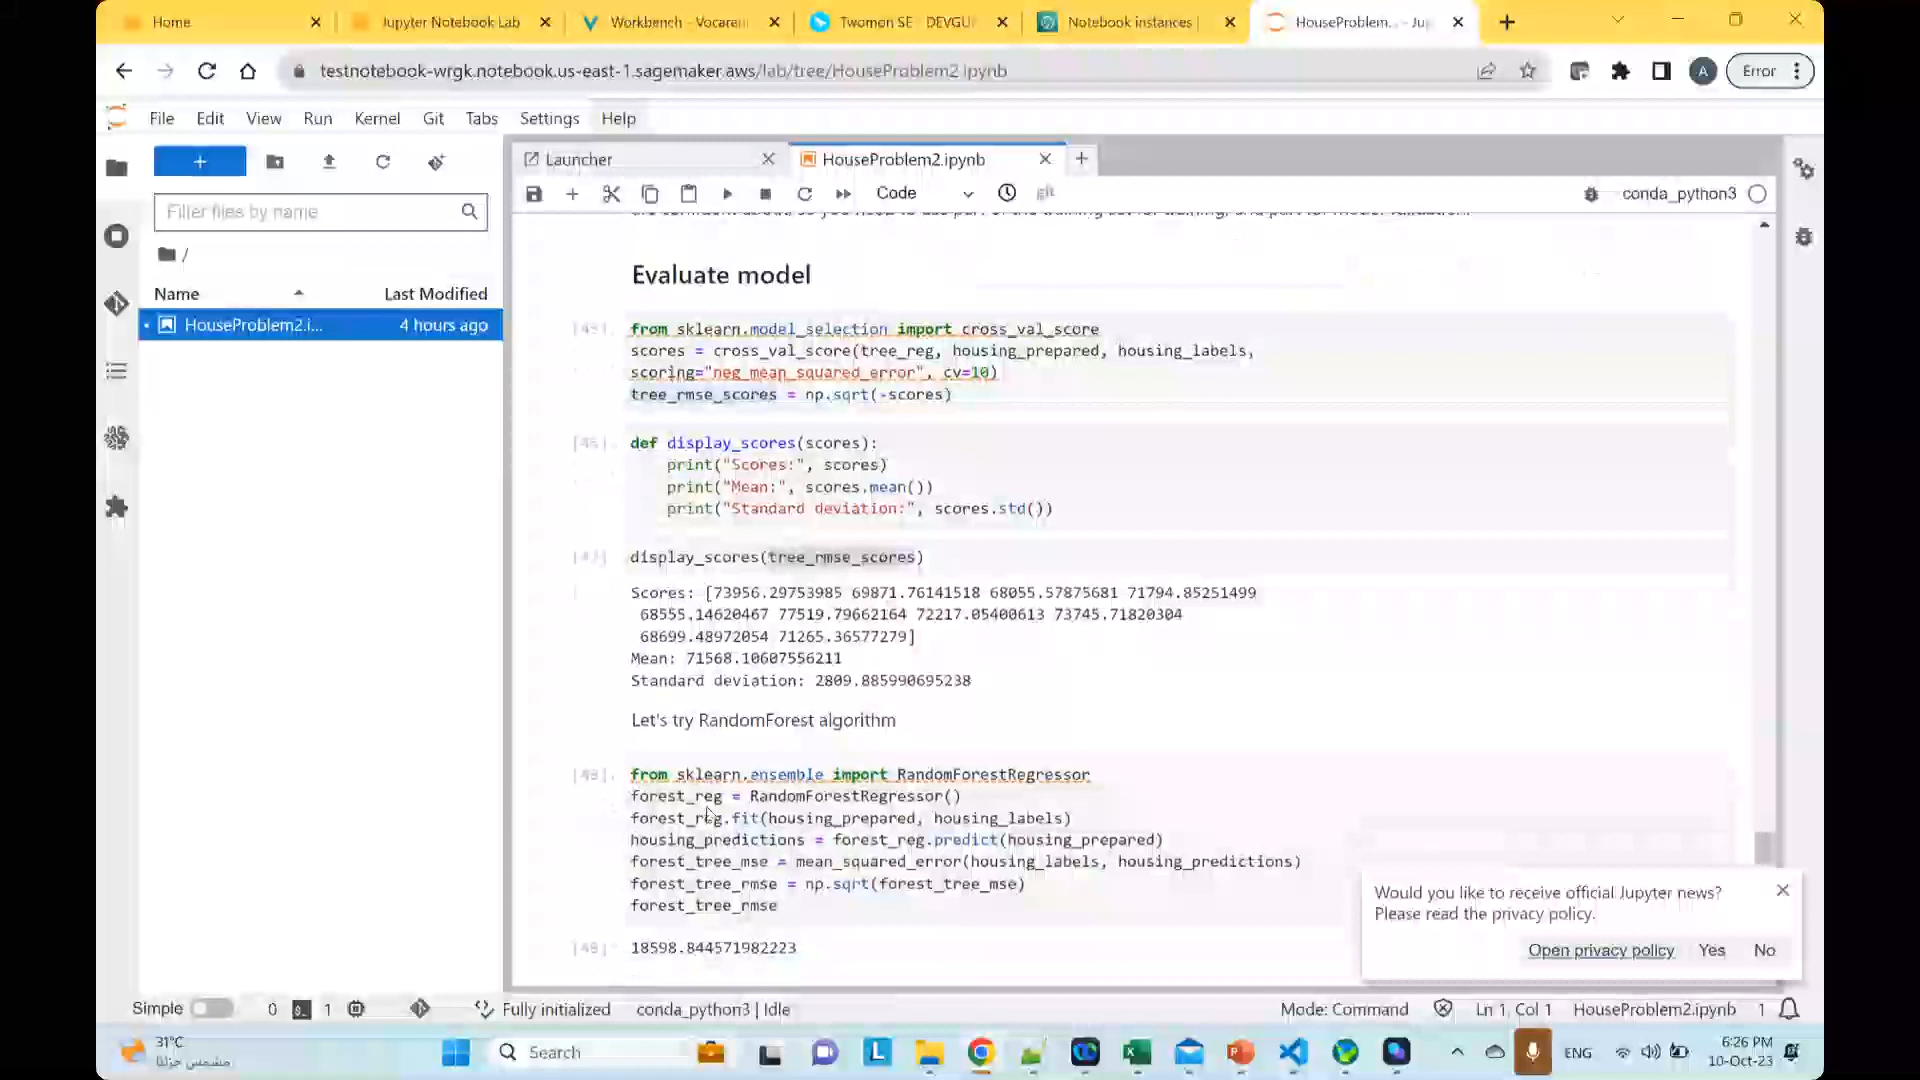 Home
Jupyter Notebook Lab
Workbench - Vocareum
Twomon SE - DEVGU
Notebook instances |
HouseProblem... - Jup
testnotebook-wrgk.notebook.us-east-1.sagemaker.aws/lab/tree/HouseProblem2.ipynb
A
Error
File Edit View Run Kernel Git Tabs Settings Help
Launcher
HouseProblem2.ipynb
Code
git
conda_python3
Filter files by name
/
Name
Last Modified
HouseProblem2.i...
4 hours ago
Evaluate model
from sklearn.model_selection import cross_val_score
scores = cross_val_score(tree_reg, housing_prepared, housing_labels,
scoring="neg_mean_squared_error", cv=10)
tree_rmse_scores = np.sqrt(-scores)
def display_scores(scores):
print("Scores:", scores)
print("Mean:", scores.mean())
print("Standard deviation:", scores.std())
display_scores(tree_rmse_scores)
Scores: [73956.29753985 69871.76141518 68055.57875681 71794.85251499
68555.14620467 77519.79662164 72217.05400613 73745.71820304
68699.48972054 71265.36577279]
Mean: 71568.10607556211
Standard deviation: 2809.885990695238
Let's try RandomForest algorithm
from sklearn.ensemble import RandomForestRegressor
forest_reg = RandomForestRegressor()
forest_reg.fit(housing_prepared, housing_labels)
housing_predictions = forest_reg.predict(housing_prepared)
forest_tree_mse = mean_squared_error(housing_labels, housing_predictions)
forest_tree_rmse = np.sqrt(forest_tree_mse)
forest_tree_rmse
18598.844571982223
Would you like to receive official Jupyter news?
Please read the privacy policy.
Open privacy policy Yes No
Simple 0 1 Fully initialized conda_python3 | Idle
Mode: Command Ln 1, Col 1 HouseProblem2.ipynb 1
31°C
مشمس جزئيًا
Search
ENG
6:26 PM
10-Oct-23